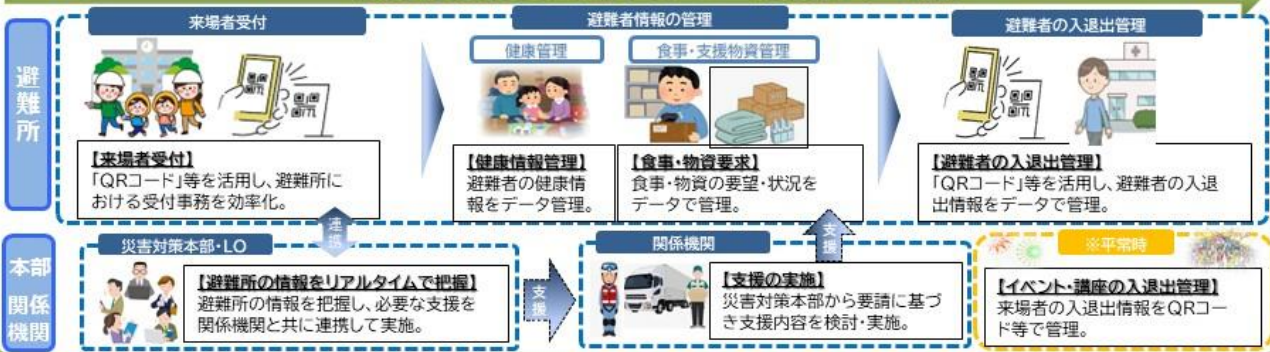 避難所
来場者受付
避難者情報の管理
健康管理
食事・支援物資管理
避難者の入退出管理
【来場者受付】
「QRコード」等を活用し、避難所に
おける受付事務を効率化。
【健康情報管理】
避難者の健康情
報をデータ管理。
【食事・物資要求】
食事・物資の要望・状況を
データで管理。
【避難者の入退出管理】
「QRコード」等を活用し、避難者の入退
出情報をデータで管理。
連携
支援
本部
関係
機関
災害対策本部・LO
【避難所の情報をリアルタイムで把握】
避難所の情報を把握し、必要な支援を
関係機関と共に連携して実施。
支援
関係機関
【支援の実施】
災害対策本部から要請に基づ
き支援内容を検討・実施。
※平常時
【イベント・講座の入退出管理】
来場者の入退出情報をQRコー
ド等で管理。